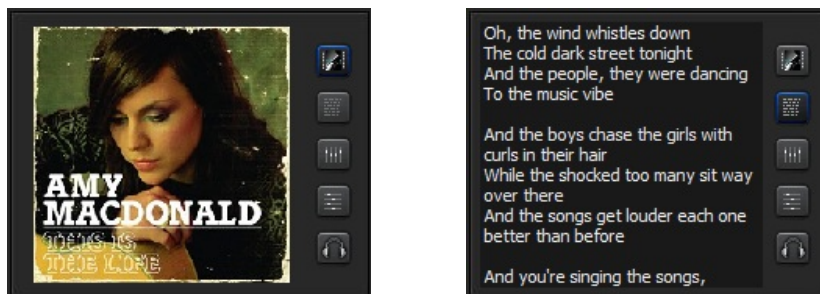 AMY
MACDONALD
THIS IS
THE LIFE
Oh, the wind whistles down
The cold dark street tonight
And the people, they were dancing
To the music vibe
And the boys chase the girls with
curls in their hair
While the shocked too many sit way
over there
And the songs get louder each one
better than before
And you're singing the songs,